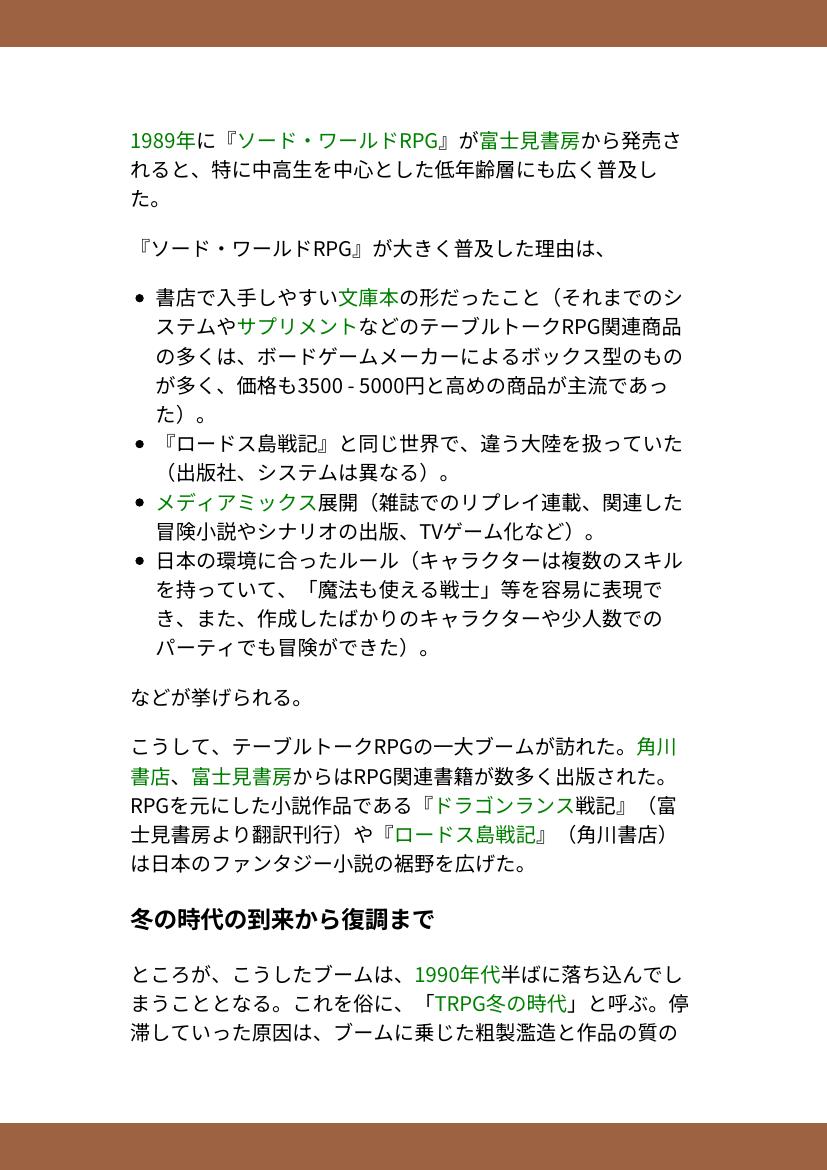 1989年に『ソード・ワールドRPG』が富士見書房から発売さ
れると、特に中高生を中心とした低年齢層にも広く普及し
た。
『ソード・ワールドRPG』が大きく普及した理由は、
• 書店で入手しやすい文庫本の形だったこと（それまでのシ
ステムやサプリメントなどのテーブルトークRPG関連商品
の多くは、ボードゲームメーカーによるボックス型のもの
が多く、価格も3500 - 5000円と高めの商品が主流であっ
た）。
• 『ロードス島戦記』と同じ世界で、違う大陸を扱っていた
（出版社、システムは異なる）。
• メディアミックス展開（雑誌でのリプレイ連載、関連した
冒険小説やシナリオの出版、TVゲーム化など）。
• 日本の環境に合ったルール（キャラクターは複数のスキル
を持っていて、「魔法も使える戦士」等を容易に表現で
き、また、作成したばかりのキャラクターや少人数での
パーティでも冒険ができた）。
などが挙げられる。
こうして、テーブルトークRPGの一大ブームが訪れた。角川
書店、富士見書房からはRPG関連書籍が数多く出版された。
RPGを元にした小説作品である『ドラゴンランス戦記』（富
士見書房より翻訳刊行）や『ロードス島戦記』（角川書店）
は日本のファンタジー小説の裾野を広げた。
冬の時代の到来から復調まで
ところが、こうしたブームは、1990年代半ばに落ち込んでし
まうこととなる。これを俗に、「TRPG冬の時代」と呼ぶ。停
滞していった原因は、ブームに乗じた粗製濫造と作品の質の